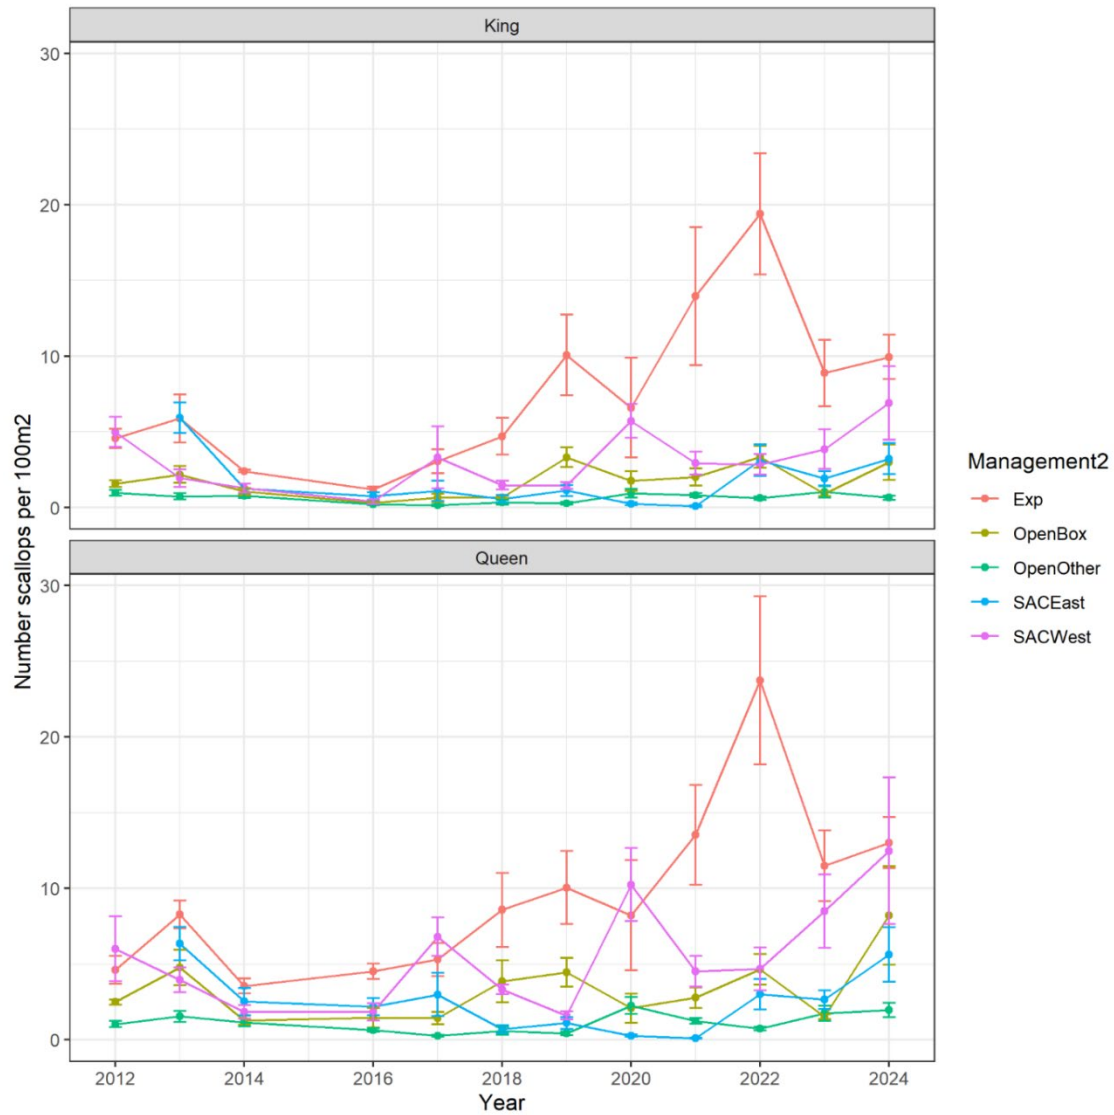 King
30
20
10
0
Number scallops per 100m2
Queen
30
20
10
0
2012 2014 2016 2018 2020 2022 2024
Year
Management2
Exp
OpenBox
OpenOther
SACEast
SACWest